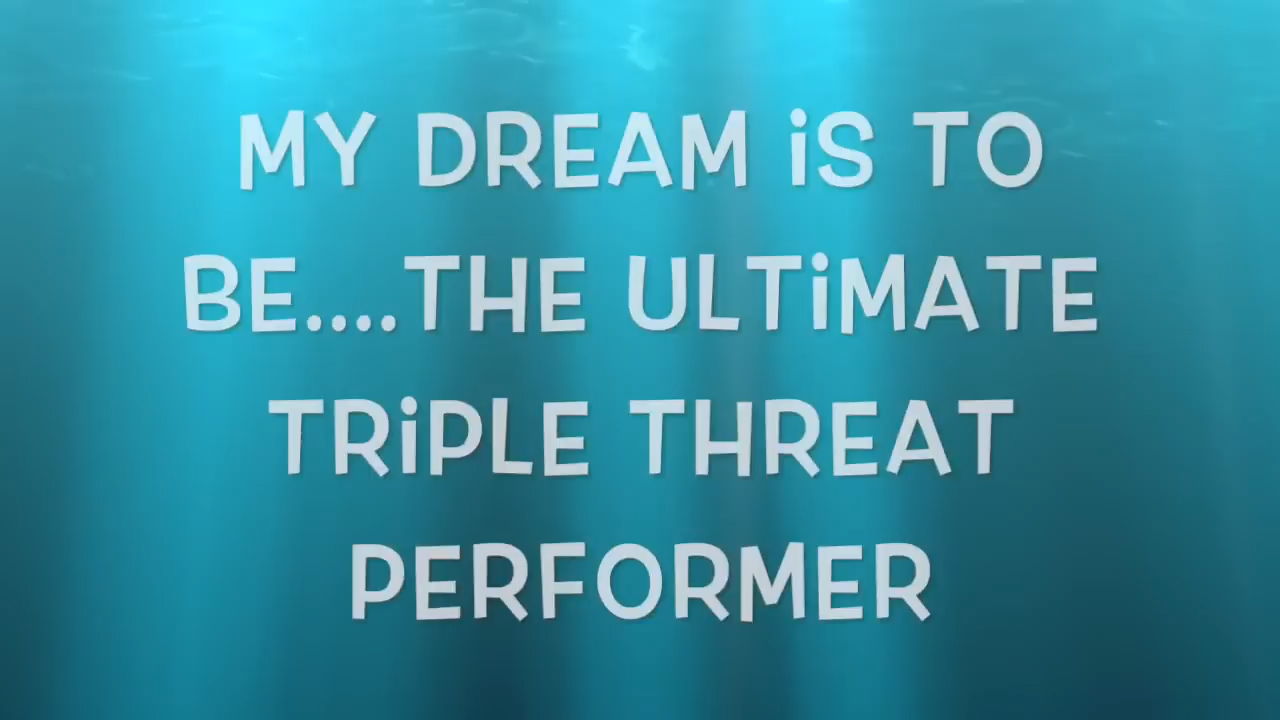 MY DREAM iS TO
BE....THE ULTiMATE
TRiPLE THREAT
PERFORMER